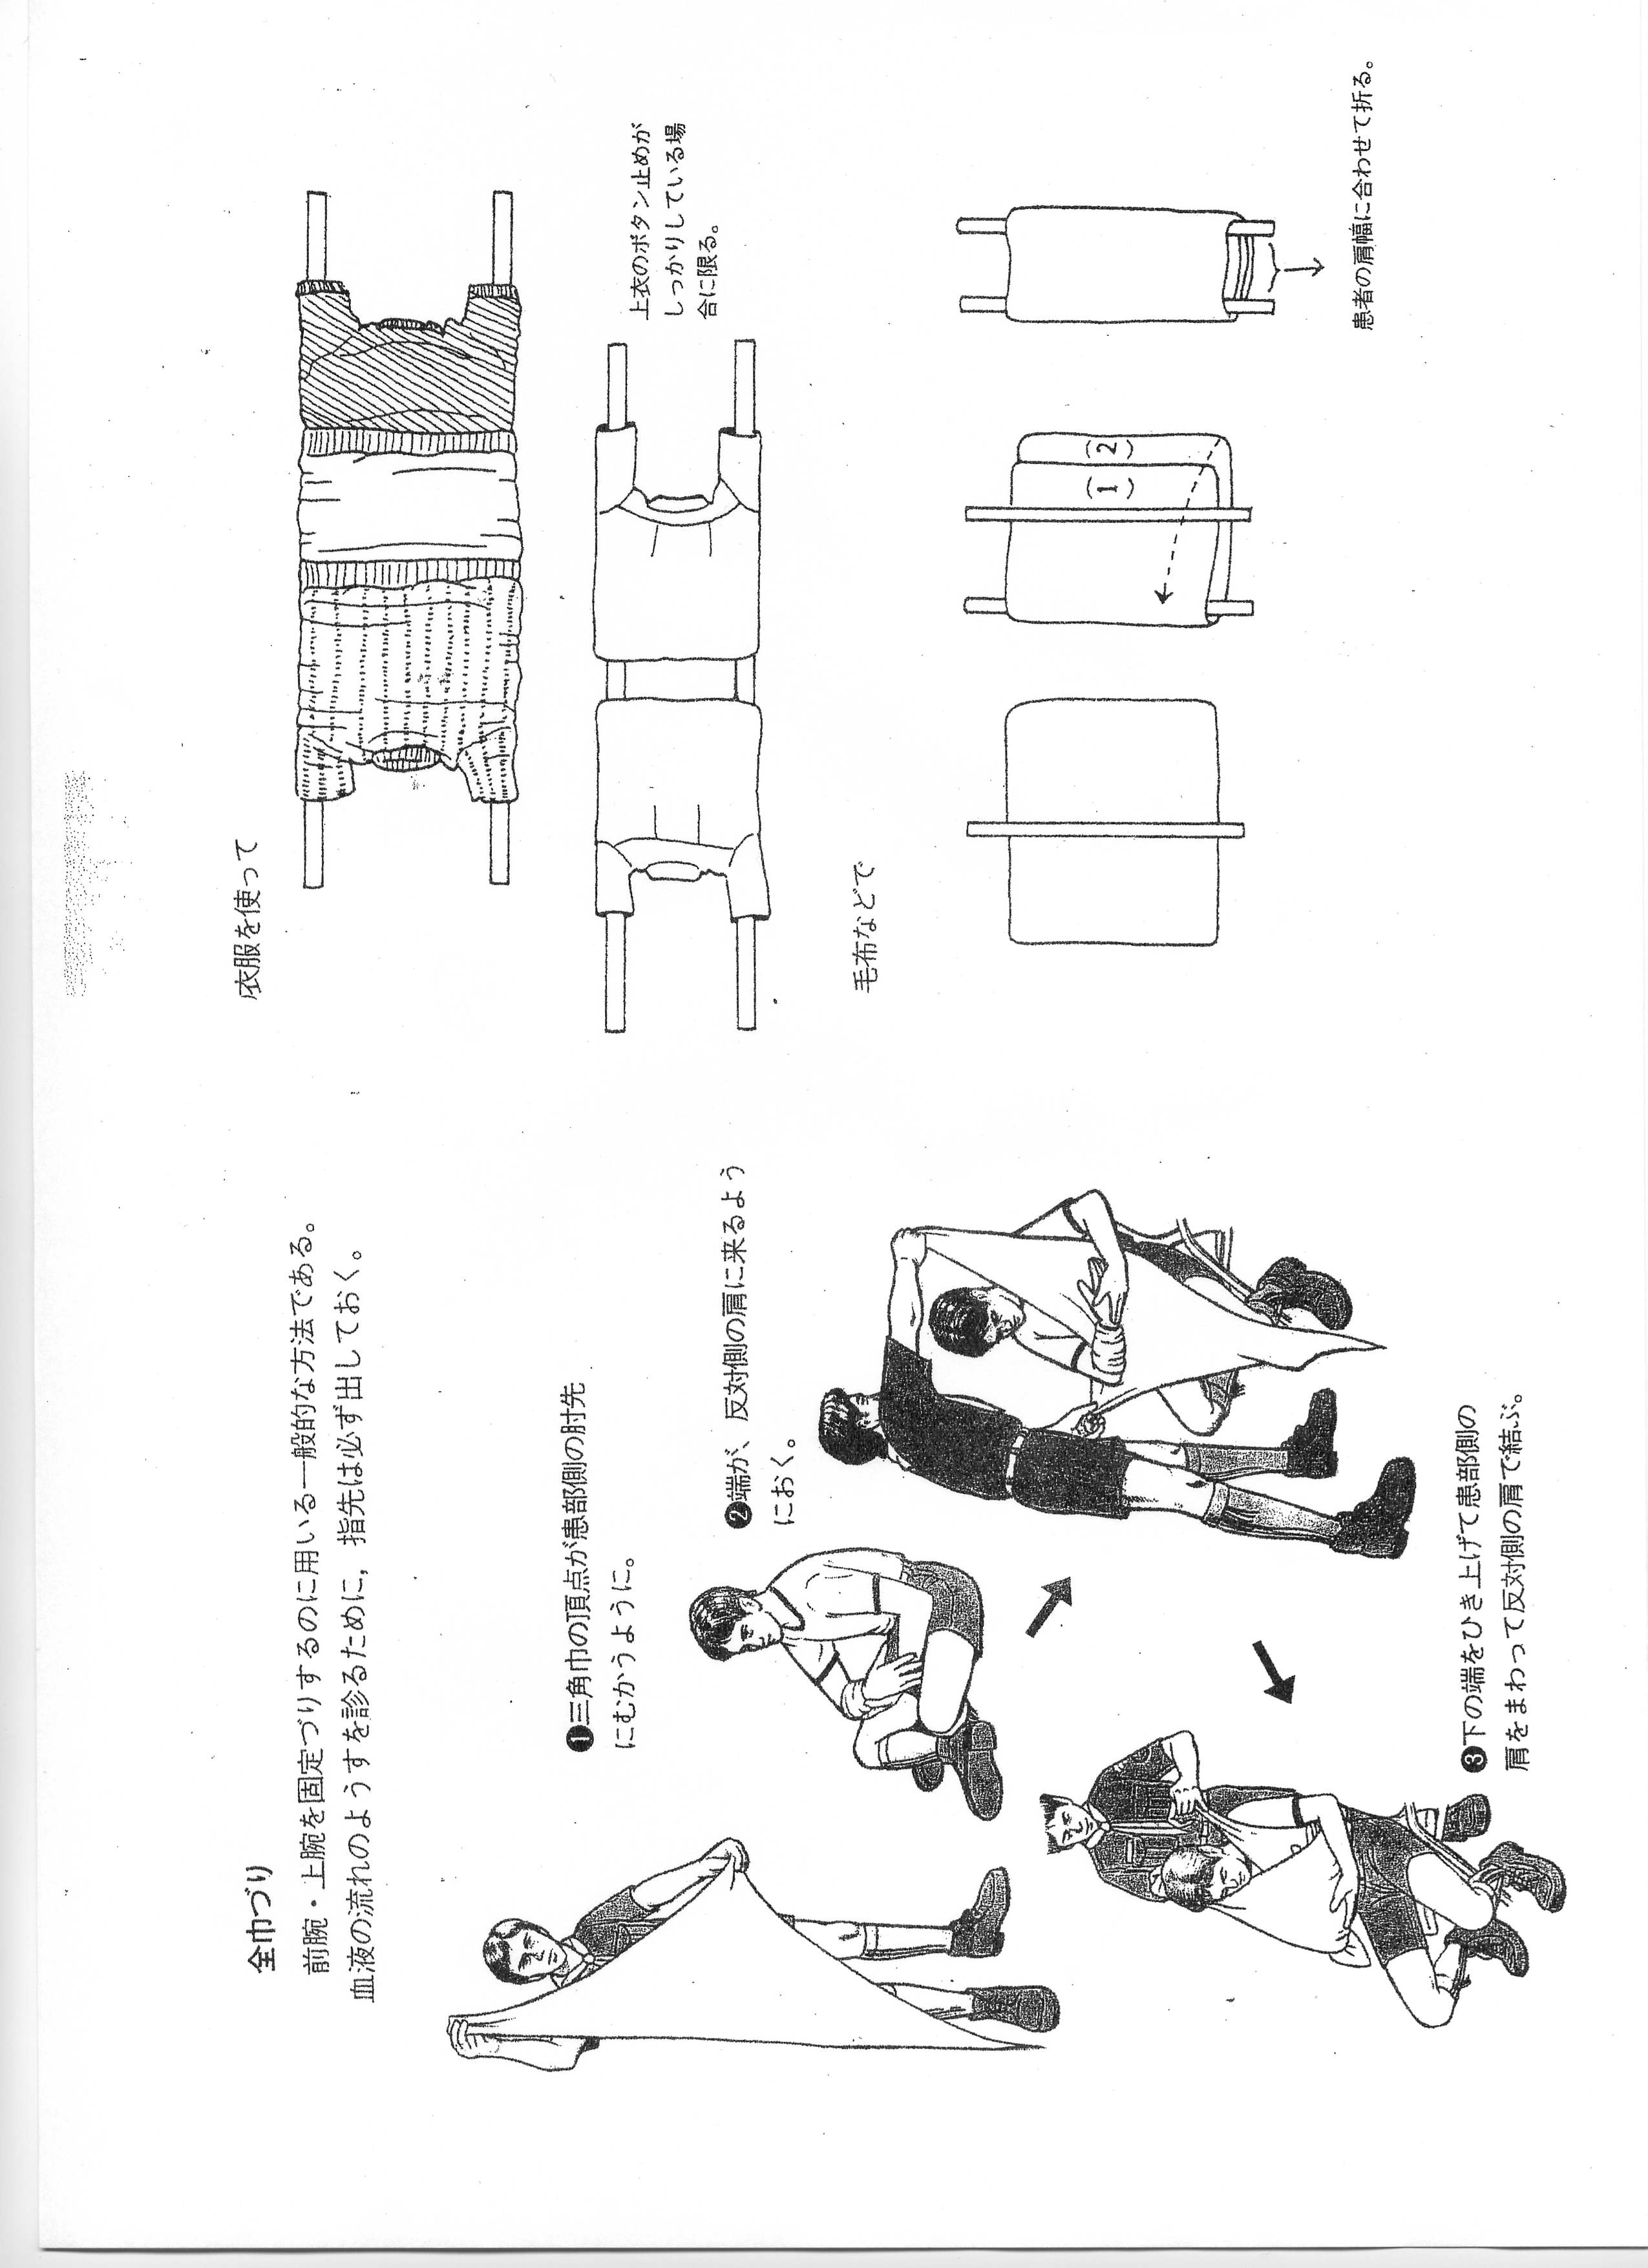 全巾づり
前腕・上腕を固定づりするのに用いる一般的な方法である。
血液の流れのようすを診るために，指先は必ず出しておく。
❶三角巾の頂点が患部側の肘先
にむかうように。
❷端が、反対側の肩に来るよう
におく。
❸下の端をひき上げて患部側の
肩をまわって反対側の肩で結ぶ。
衣服を使って
上衣のボタン止めが
しっかりしている場
合に限る。
毛布などで
(1)
(2)
患者の肩幅に合わせて折る。